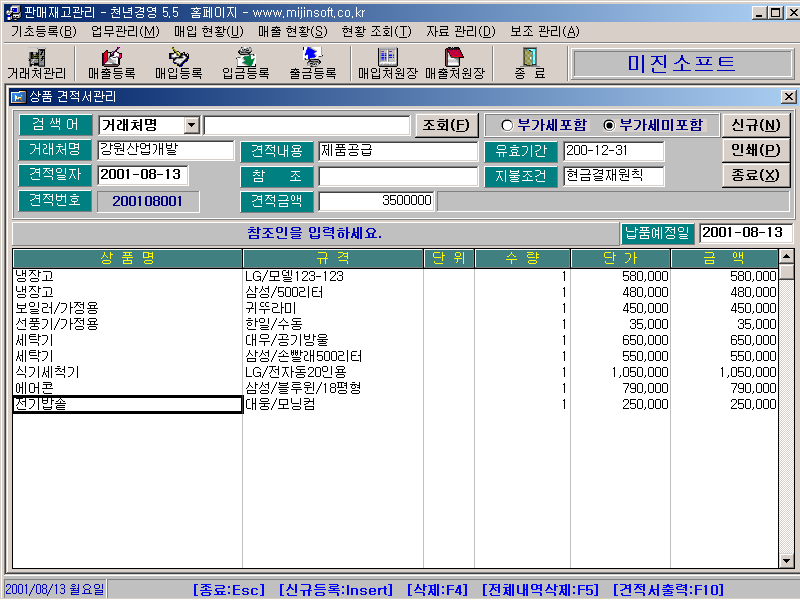 판매재고관리 - 천년경영 5,5 홈페이지 - www.mijinsoft.co.kr
기초등록(B) 업무관리(M) 매입 현황(U) 매출 현황(S) 현황 조회(T) 자료 관리(D) 보조 관리(A)
거래처관리 매출등록 매입등록 입금등록 출금등록 매입처원장 매출처원장 종 료 미진소프트
상품 견적서관리
검 색 어 거래처명 조회(F) 부가세포함 부가세미포함 신규(N)
거래처명 강원산업개발 견적내용 제품공급 유효기간 200-12-31 인쇄(P)
견적일자 2001-08-13 참 조 지불조건 현금결재원칙 종료(X)
견적번호 200108001 견적금액 3500000
참조인을 입력하세요. 납품예정일 2001-08-13
상 품 명 규 격 단 위 수 량 단 가 금 액
냉장고 LG/모델123-123 1 580,000 580,000
냉장고 삼성/500리터 1 480,000 480,000
보일러/가정용 귀뚜라미 1 450,000 450,000
선풍기/가정용 한일/수동 1 35,000 35,000
세탁기 대우/공기방울 1 650,000 650,000
세탁기 삼성/손빨래500리터 1 550,000 550,000
식기세척기 LG/전자동20인용 1 1,050,000 1,050,000
에어콘 삼성/블루윈/18평형 1 790,000 790,000
전기밥솥 대웅/모닝컴 1 250,000 250,000
2001/08/13 월요일 [종료:Esc] [신규등록:Insert] [삭제:F4] [전체내역삭제:F5] [견적서출력:F10]